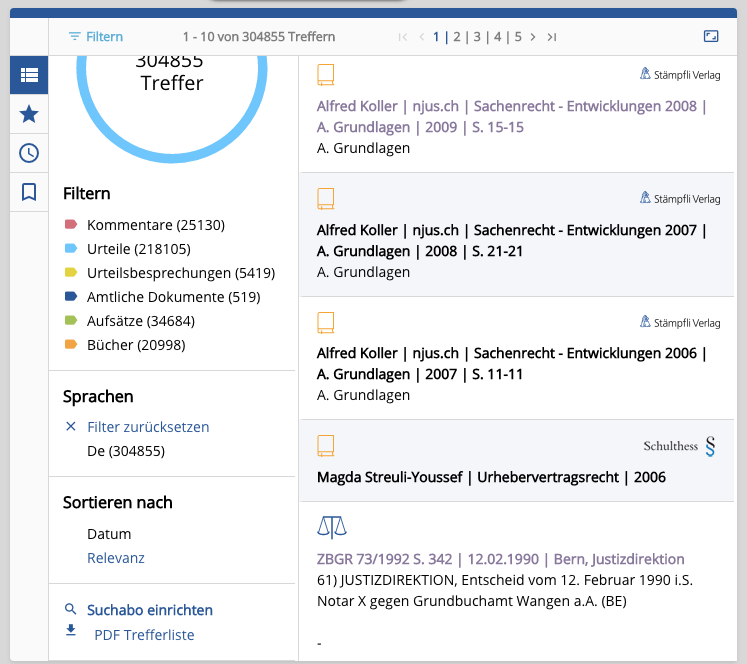 Filtern
1 - 10 von 304855 Treffern
1 | 2 | 3 | 4 | 5
304855
Treffer
Filtern
Kommentare (25130)
Urteile (218105)
Urteilsbesprechungen (5419)
Amtliche Dokumente (519)
Aufsätze (34684)
Bücher (20998)
Sprachen
Filter zurücksetzen
De (304855)
Sortieren nach
Datum
Relevanz
Suchabo einrichten
PDF Trefferliste
Stämpfli Verlag
Alfred Koller | njus.ch | Sachenrecht - Entwicklungen 2008 |
A. Grundlagen | 2009 | S. 15-15
A. Grundlagen
Stämpfli Verlag
Alfred Koller | njus.ch | Sachenrecht - Entwicklungen 2007 |
A. Grundlagen | 2008 | S. 21-21
A. Grundlagen
Stämpfli Verlag
Alfred Koller | njus.ch | Sachenrecht - Entwicklungen 2006 |
A. Grundlagen | 2007 | S. 11-11
A. Grundlagen
Schulthess §
Magda Streuli-Youssef | Urhebervertragsrecht | 2006
ZBGR 73/1992 S. 342 | 12.02.1990 | Bern, Justizdirektion
61) JUSTIZDIREKTION, Entscheid vom 12. Februar 1990 i.S.
Notar X gegen Grundbuchamt Wangen a.A. (BE)
-